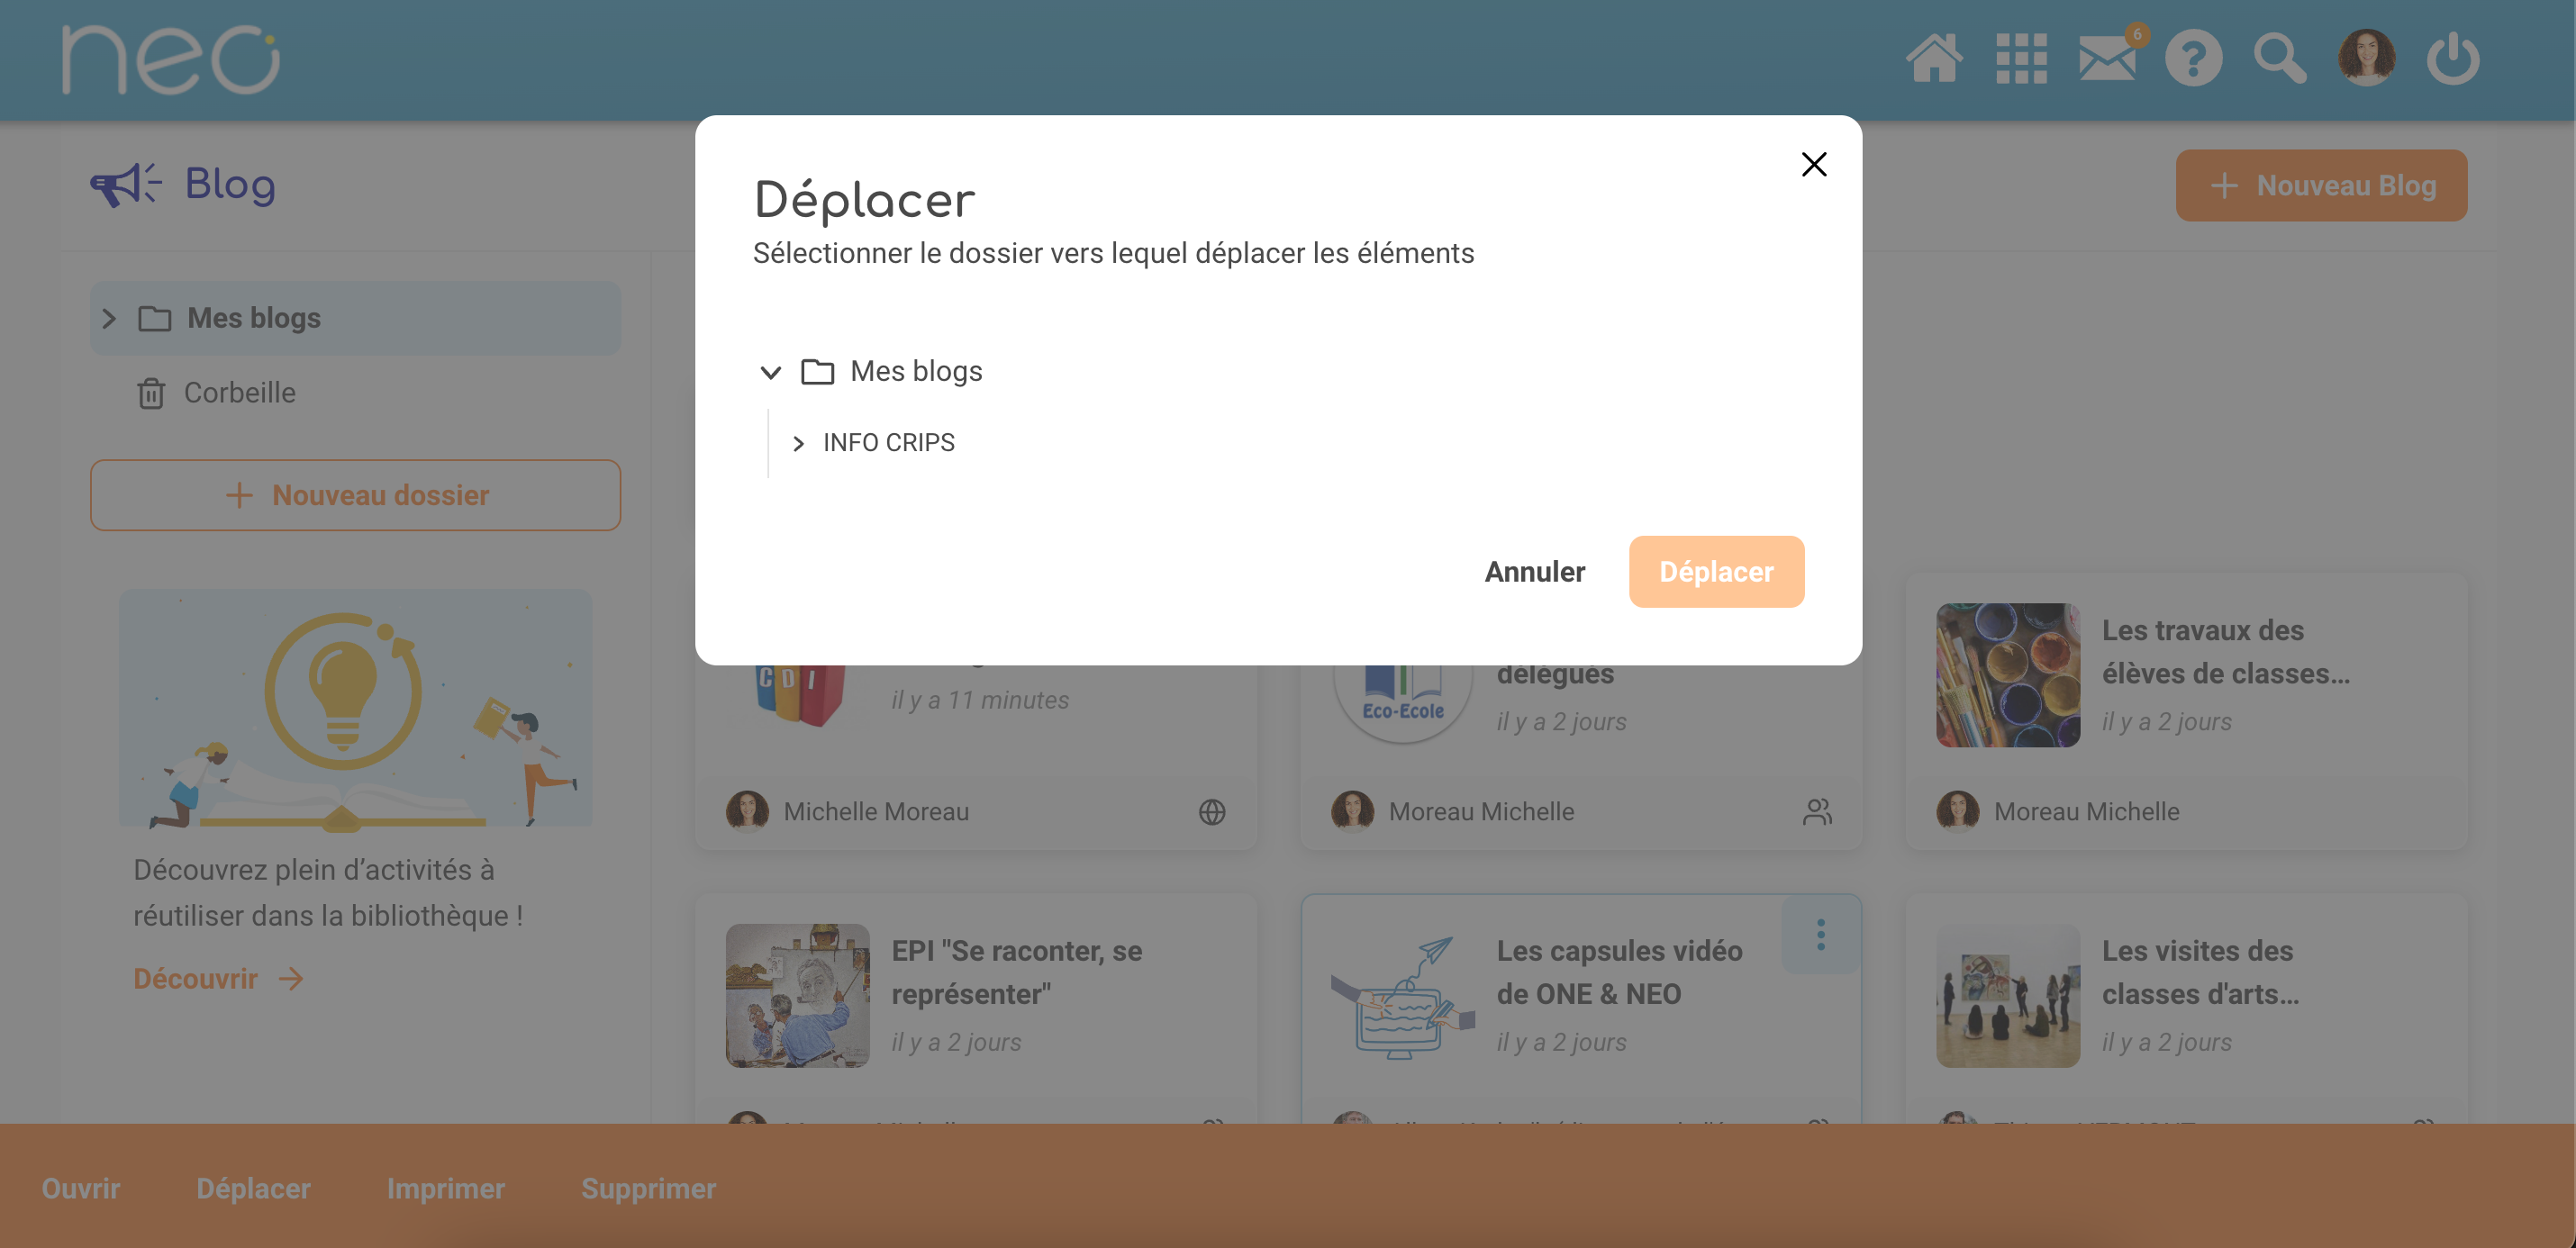 neo
6
Blog
Nouveau Blog
Déplacer
Sélectionner le dossier vers lequel déplacer les éléments
Mes blogs
INFO CRIPS
Annuler
Déplacer
Mes blogs
Corbeille
Nouveau dossier
Découvrez plein d’activités à
réutiliser dans la bibliothèque !
Découvrir
CDI
il y a 11 minutes
Michelle Moreau
délégués
Eco-Ecole
il y a 2 jours
Moreau Michelle
Les travaux des
élèves de classes...
il y a 2 jours
Moreau Michelle
EPI "Se raconter, se
représenter"
il y a 2 jours
Les capsules vidéo
de ONE & NEO
il y a 2 jours
Les visites des
classes d'arts...
il y a 2 jours
Ouvrir
Déplacer
Imprimer
Supprimer